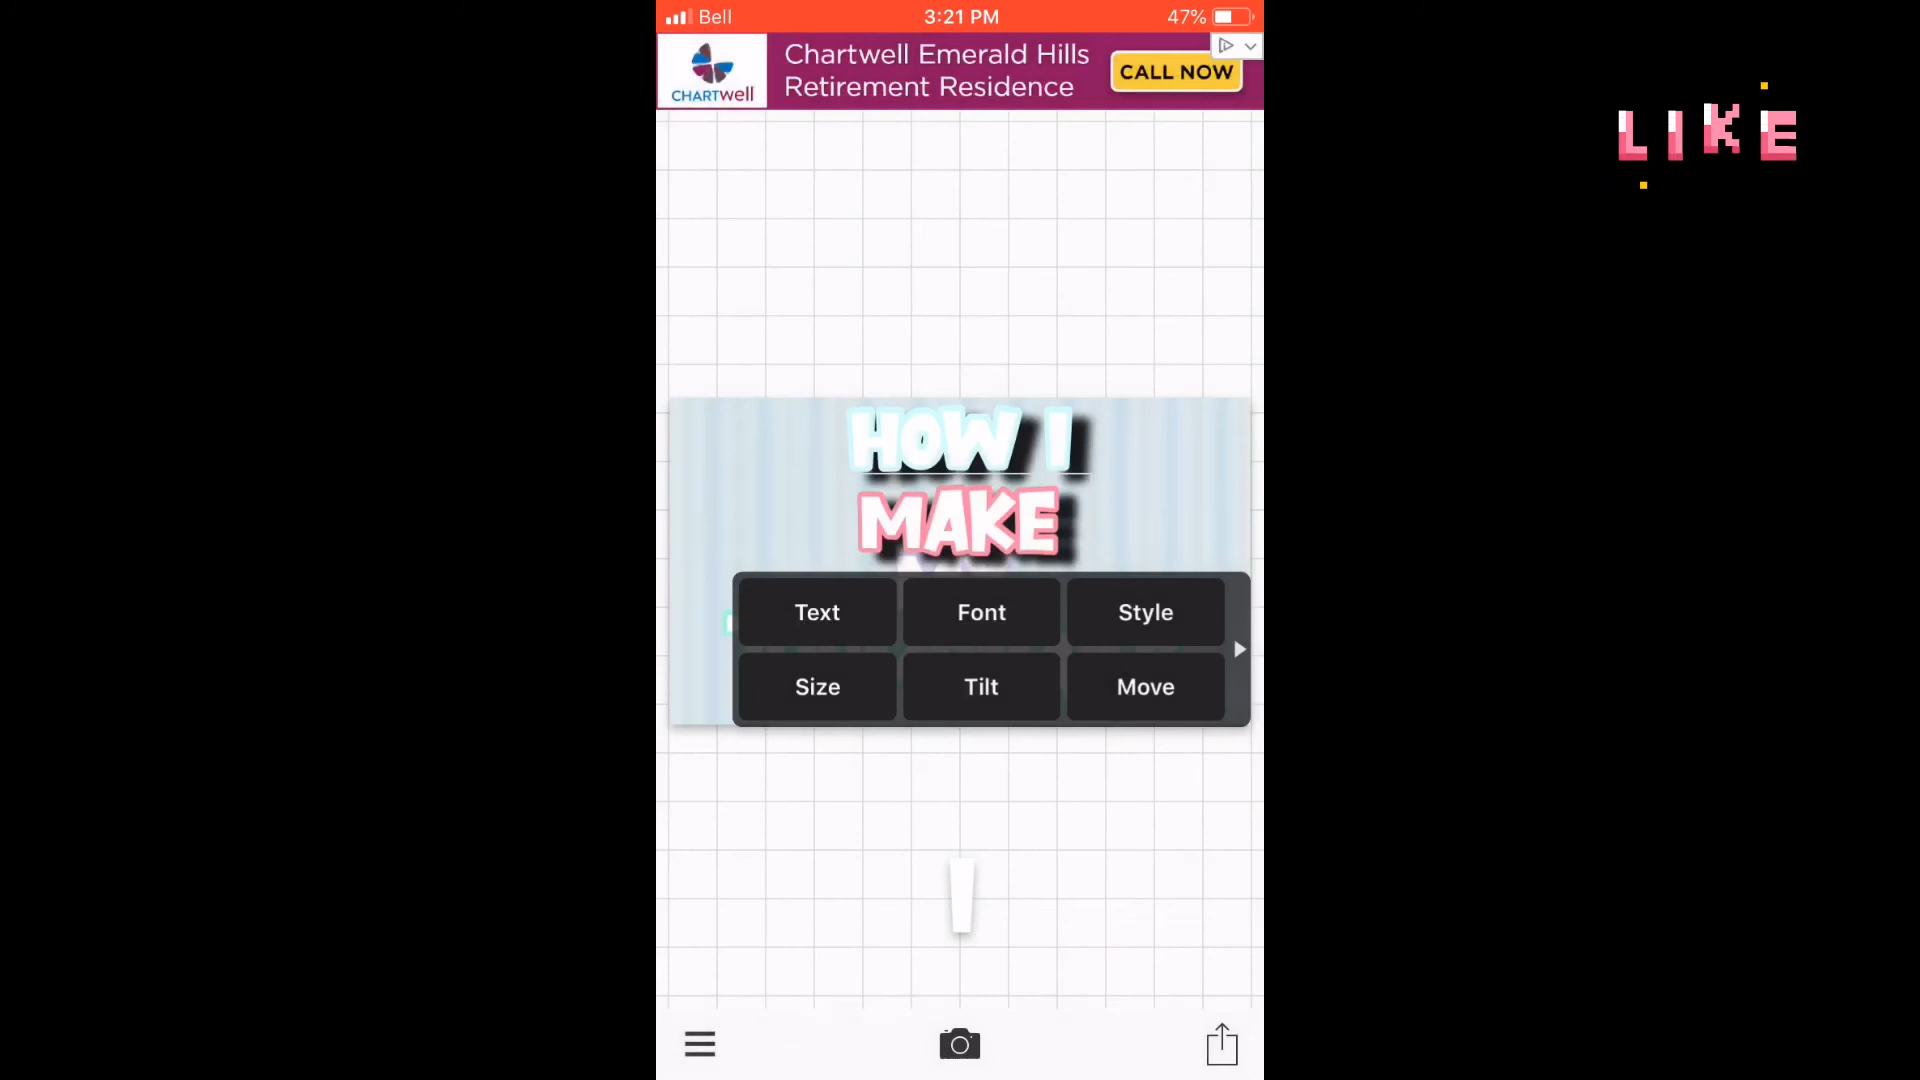 Bell
3:21 PM
47%
CHARTwell
Chartwell Emerald Hills
Retirement Residence
CALL NOW
LIKE
HOW I
MAKE
Text
Font
Style
Size
Tilt
Move
I